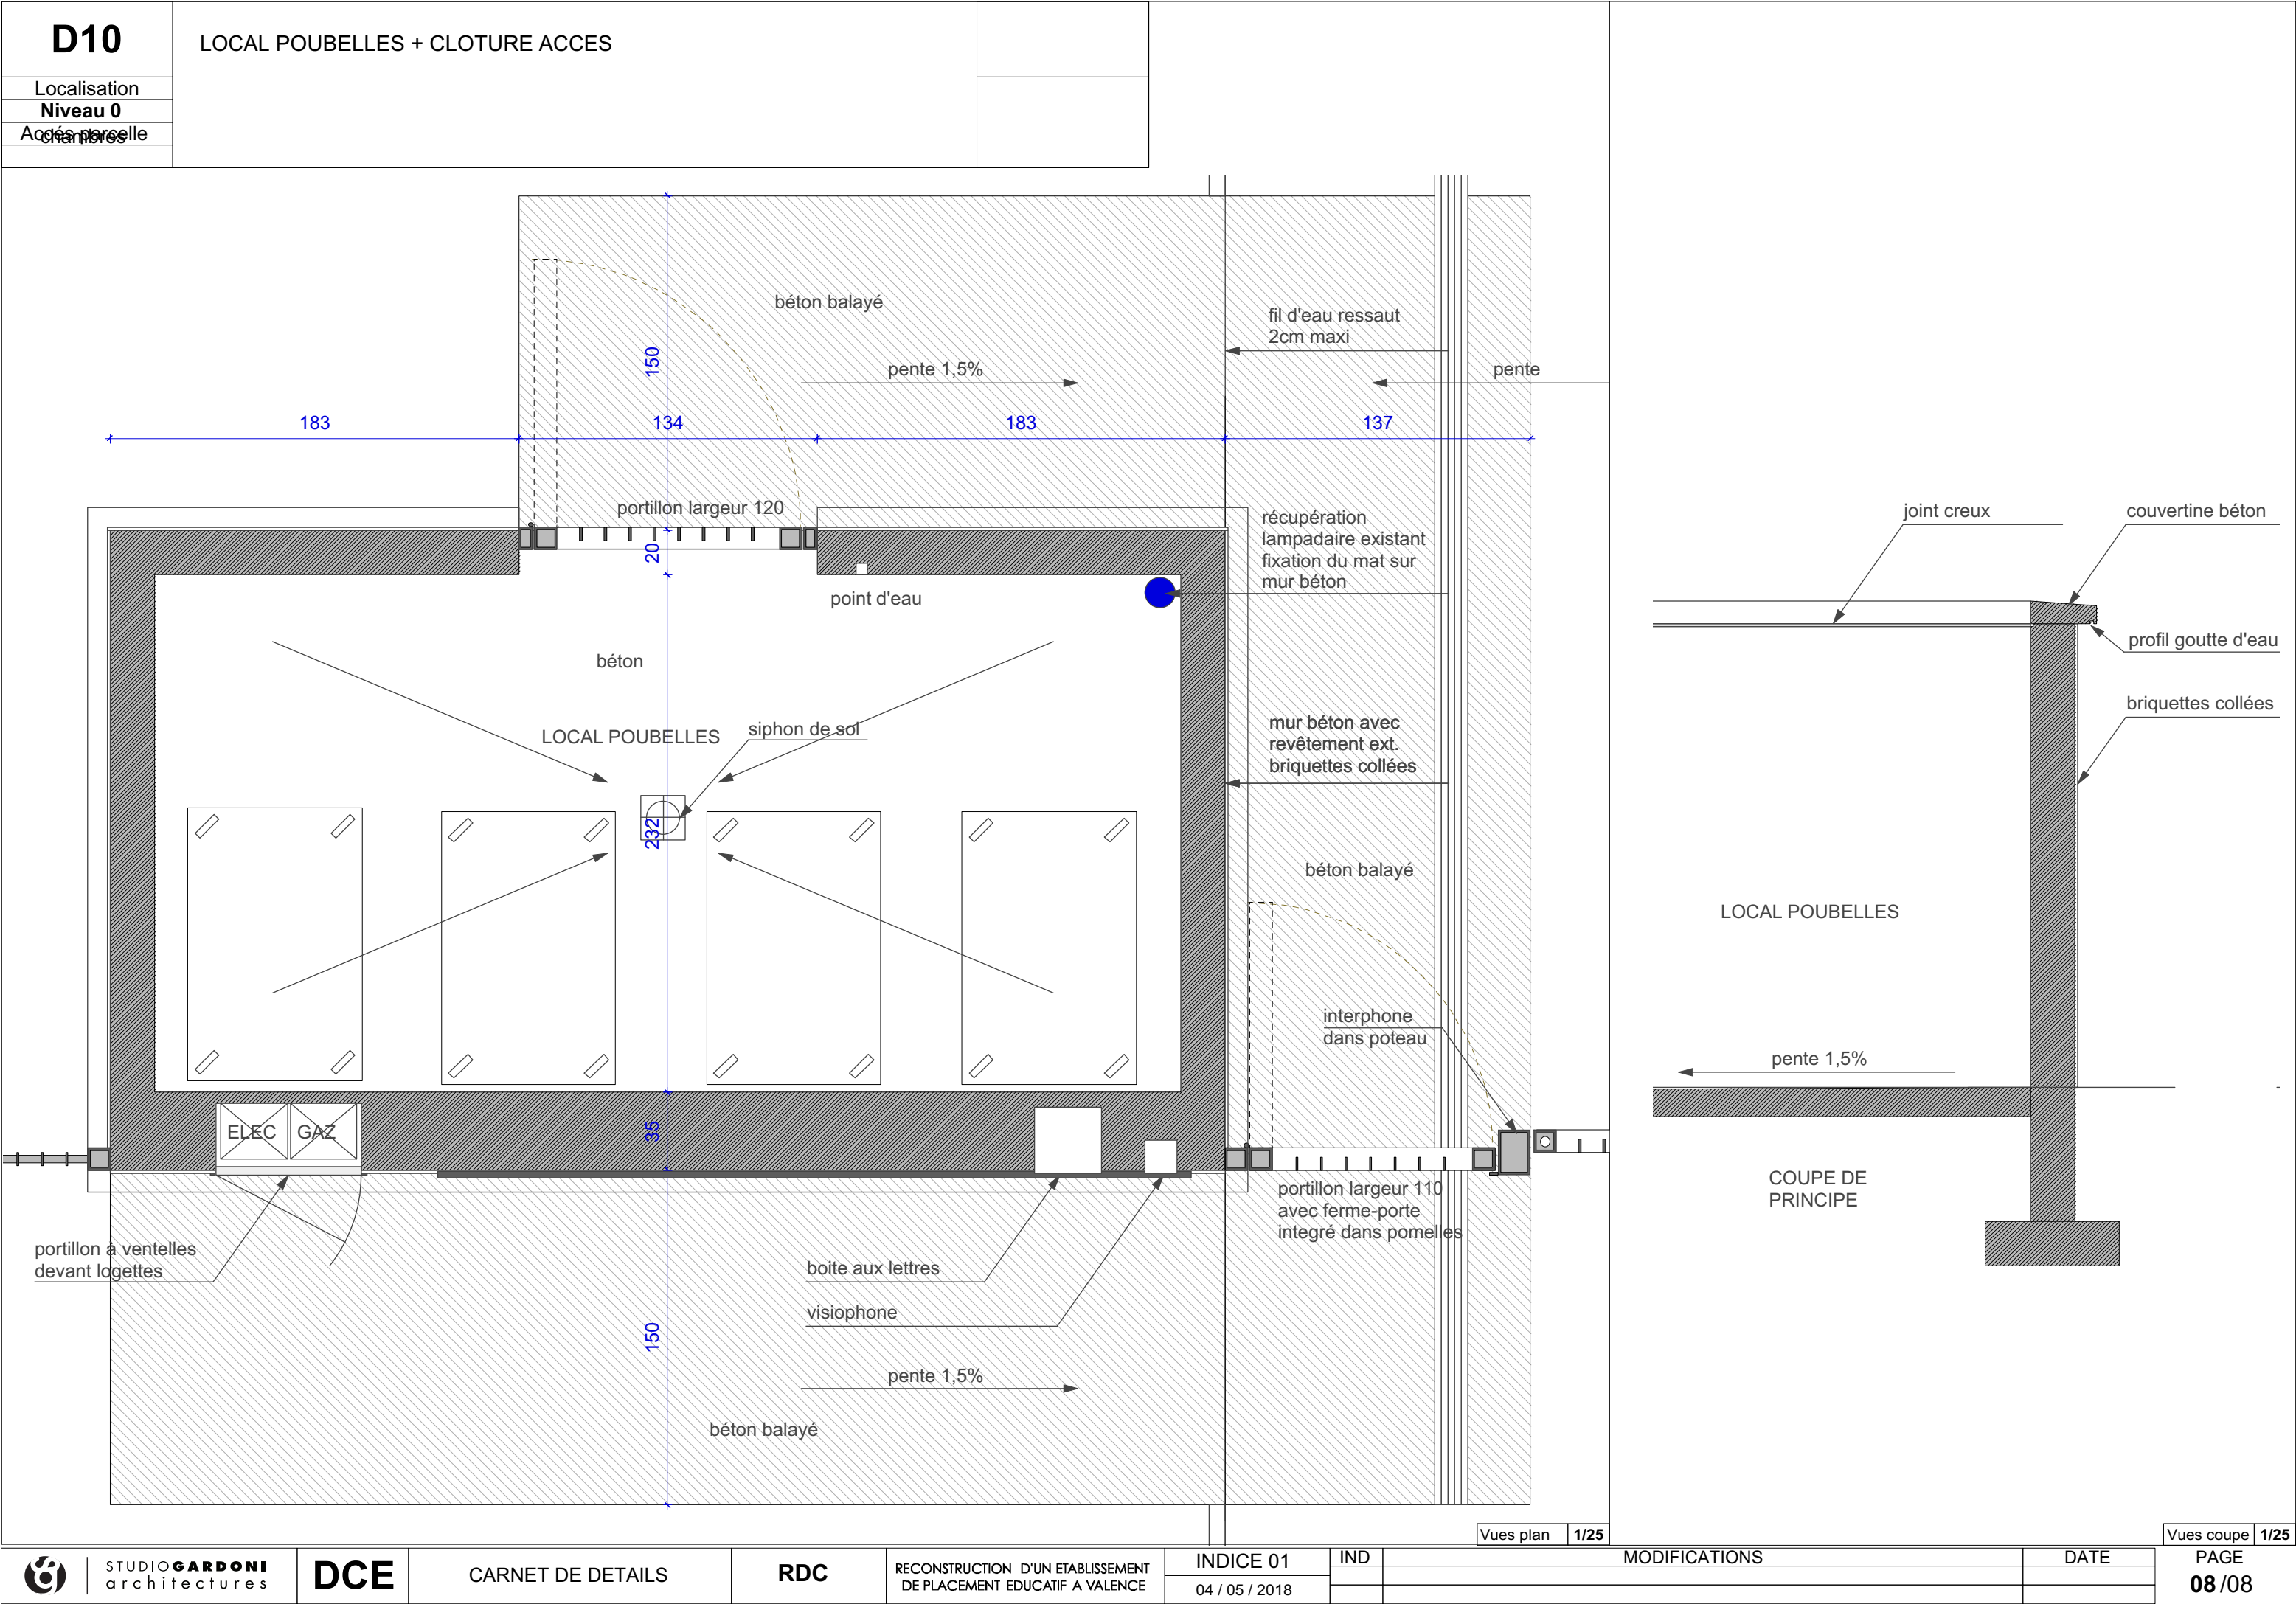 D10
LOCAL POUBELLES + CLOTURE ACCES
Localisation
Niveau 0
Accés parcelle
chambres
béton balayé
fil d'eau ressaut
2cm maxi
150
pente 1,5%
pente
183
134
183
137
portillon largeur 120
récupération
lampadaire existant
fixation du mat sur
mur béton
20
point d'eau
béton
siphon de sol
LOCAL POUBELLES
mur béton avec
revêtement ext.
briquettes collées
232
béton balayé
interphone
dans poteau
ELEC
GAZ
35
portillon largeur 110
avec ferme-porte
integré dans pomelles
portillon à ventelles
devant logettes
boite aux lettres
visiophone
150
pente 1,5%
béton balayé
joint creux
couvertine béton
profil goutte d'eau
briquettes collées
LOCAL POUBELLES
pente 1,5%
COUPE DE
PRINCIPE
Vues plan
1/25
Vues coupe
1/25
STUDIOGARDONI
architectures
DCE
CARNET DE DETAILS
RDC
RECONSTRUCTION D'UN ETABLISSEMENT
DE PLACEMENT EDUCATIF A VALENCE
INDICE 01
04 / 05 / 2018
IND
MODIFICATIONS
DATE
PAGE
08/08